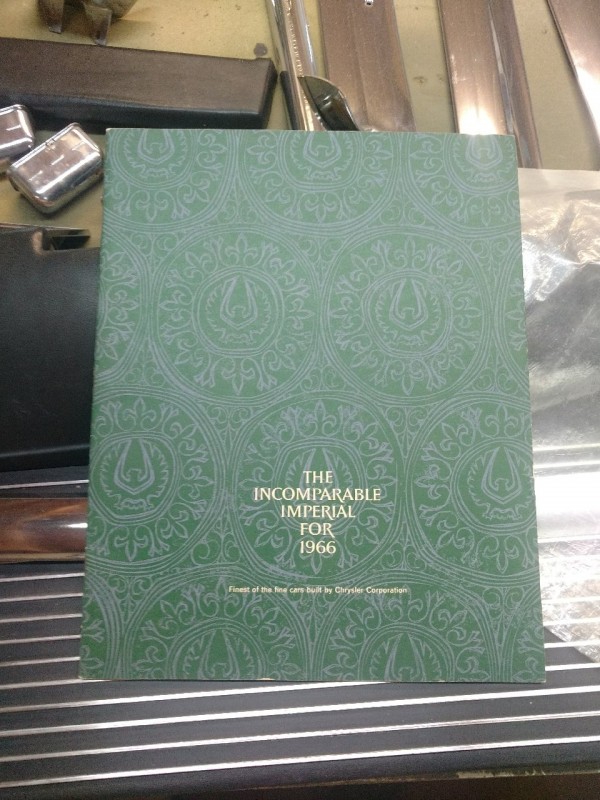 THE
INCOMPARABLE
IMPERIAL
FOR
1966
Finest of the fine cars built by Chrysler Corporation